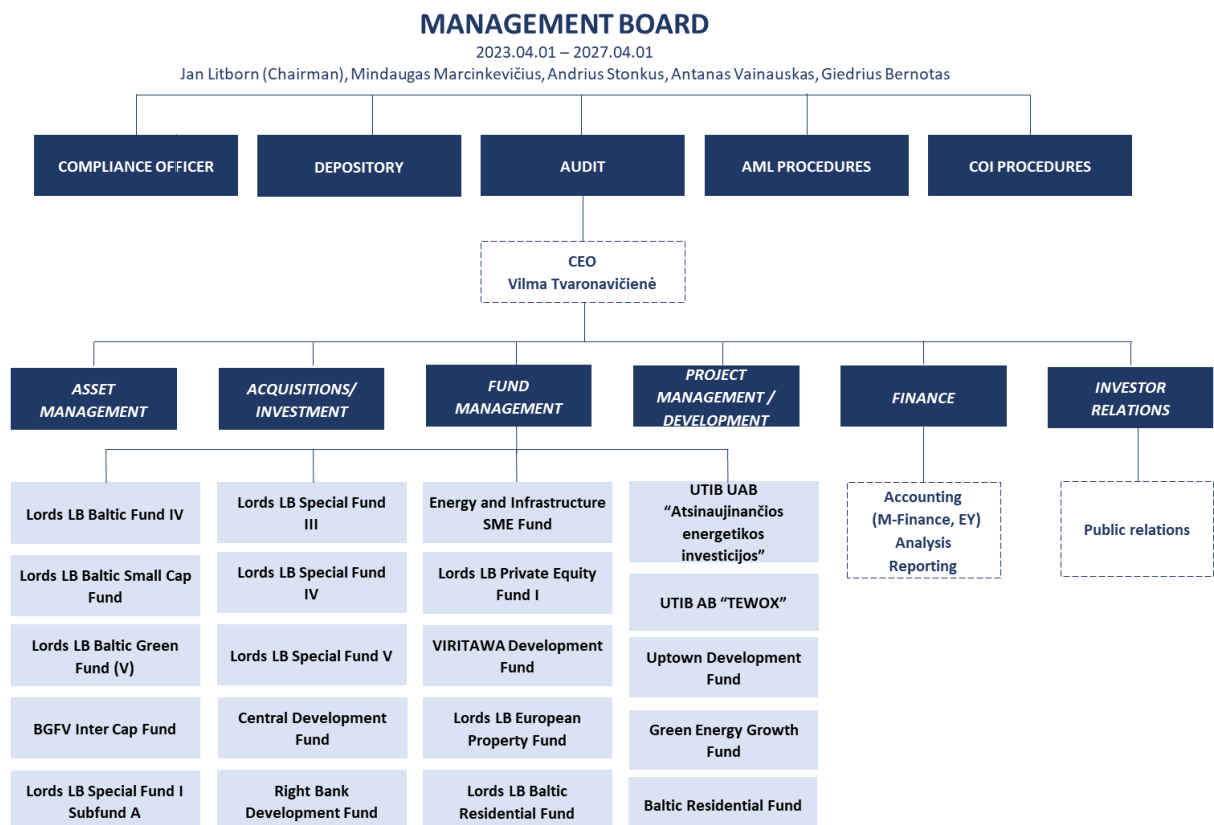 MANAGEMENT BOARD
2023.04.01 – 2027.04.01
Jan Litborn (Chairman), Mindaugas Marcinkevičius, Andrius Stonkus, Antanas Vainauskas, Giedrius Bernotas
COMPLIANCE OFFICER
DEPOSITORY
AUDIT
AML PROCEDURES
COI PROCEDURES
CEO
Vilma Tvaronavičienė
ASSET
MANAGEMENT
ACQUISITIONS/
INVESTMENT
FUND
MANAGEMENT
PROJECT
MANAGEMENT /
DEVELOPMENT
FINANCE
INVESTOR
RELATIONS
Lords LB Baltic Fund IV
Lords LB Baltic Small Cap
Fund
Lords LB Baltic Green
Fund (V)
BGFV Inter Cap Fund
Lords LB Special Fund I
Subfund A
Lords LB Special Fund
III
Lords LB Special Fund
IV
Lords LB Special Fund V
Central Development
Fund
Right Bank
Development Fund
Energy and Infrastructure
SME Fund
Lords LB Private Equity
Fund I
VIRITAWA Development
Fund
Lords LB European
Property Fund
Lords LB Baltic
Residential Fund
UTIB UAB
“Atsinaujinančios
energetikos
investicijos”
UTIB AB “TEWOX”
Uptown Development
Fund
Green Energy Growth
Fund
Baltic Residential Fund
Accounting
(M-Finance, EY)
Analysis
Reporting
Public relations